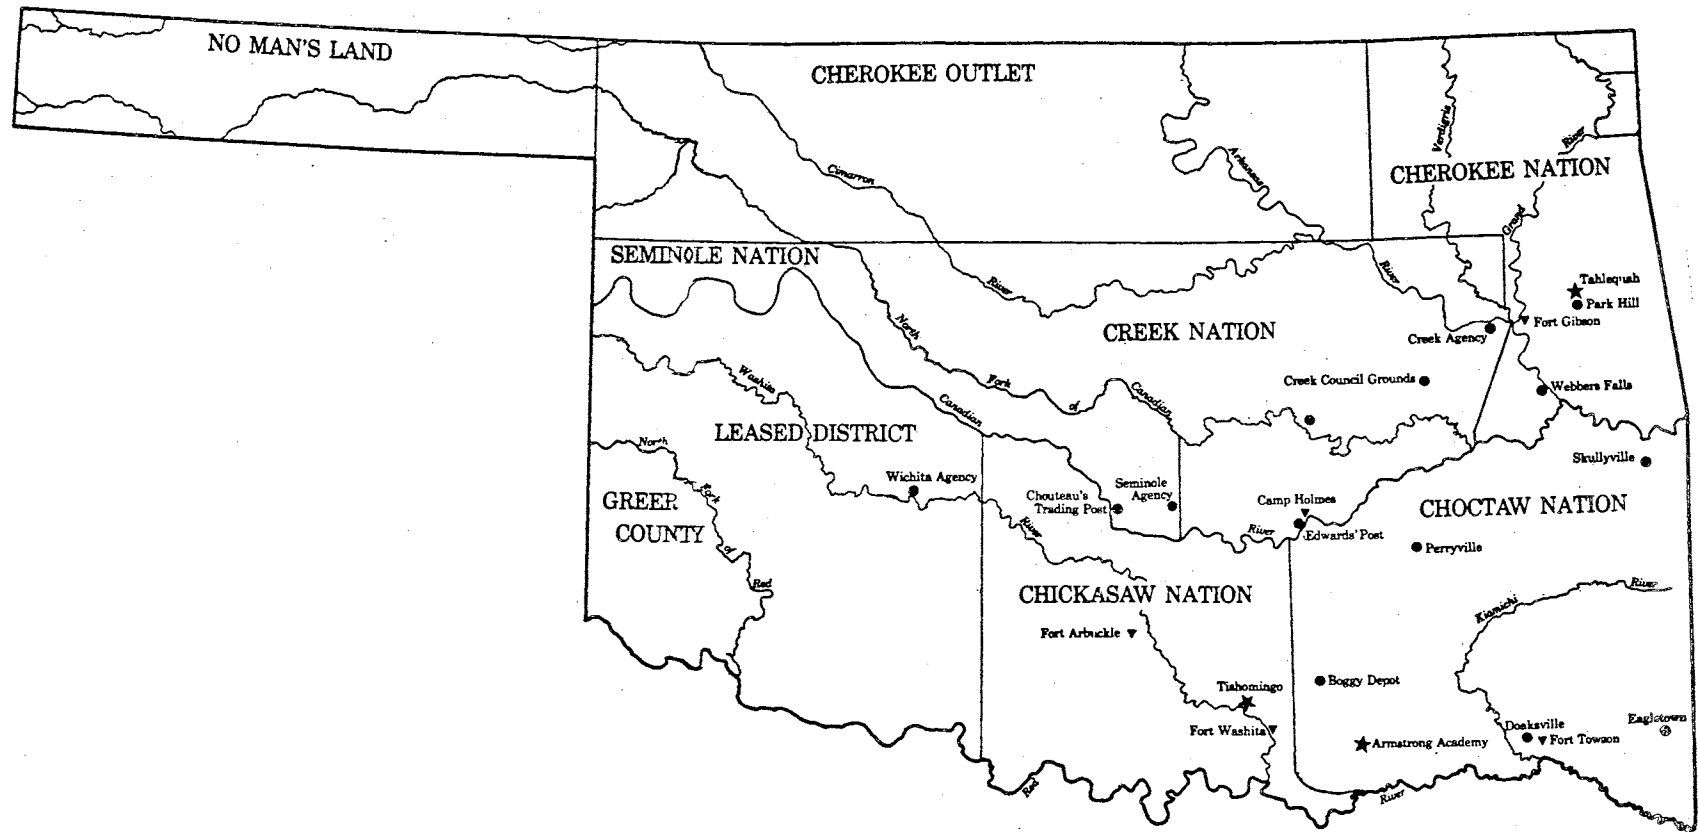 NO MAN'S LAND
CHEROKEE OUTLET
Verdigris
River
CHEROKEE NATION
Cimarron
Arkansas
Grand
SEMINOLE NATION
River
River
Tahlequah
Park Hill
Fort Gibson
North
CREEK NATION
Creek Agency
Washita
Fork
of
Canadian
Creek Council Grounds
Webbers Falls
Canadian
LEASED DISTRICT
North
Skullyville
Wichita Agency
Fork
GREER
COUNTY
of
Red
Chouteau's
Trading Post
Seminole
Agency
Camp Holmes
CHOCTAW NATION
River
River
Edwards' Post
Perryville
CHICKASAW NATION
Kiamichi
River
Fort Arbuckle
Tishomingo
Boggy Depot
Fort Washita
Armstrong Academy
Doaksville
Fort Towson
Eagletown
Red
River